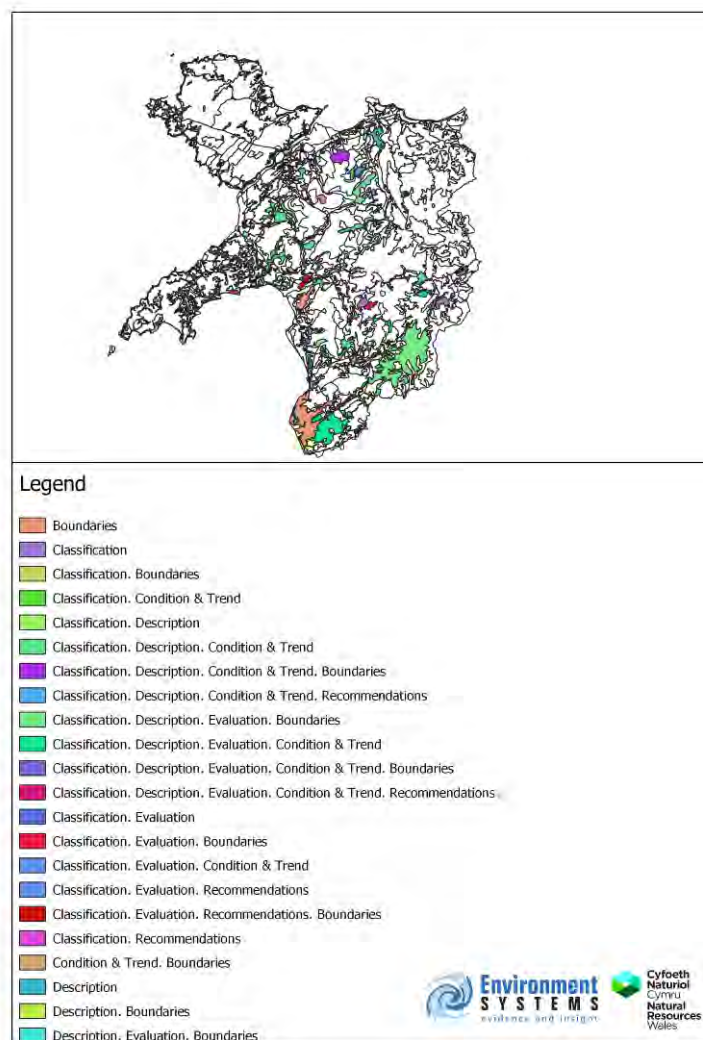 Legend
Boundaries
Classification
Classification. Boundaries
Classification. Condition & Trend
Classification. Description
Classification. Description. Condition & Trend
Classification. Description. Condition & Trend. Boundaries
Classification. Description. Condition & Trend. Recommendations
Classification. Description. Evaluation. Boundaries
Classification. Description. Evaluation. Condition & Trend
Classification. Description. Evaluation. Condition & Trend. Boundaries
Classification. Description. Evaluation. Condition & Trend. Recommendations
Classification. Evaluation
Classification. Evaluation. Boundaries
Classification. Evaluation. Condition & Trend
Classification. Evaluation. Recommendations
Classification. Evaluation. Recommendations. Boundaries
Classification. Recommendations
Condition & Trend. Boundaries
Description
Description. Boundaries
Description. Evaluation. Boundaries
Environment
SYSTEMS
evidence and insight
Cyfoeth
Naturiol
Cymru
Natural
Resources
Wales